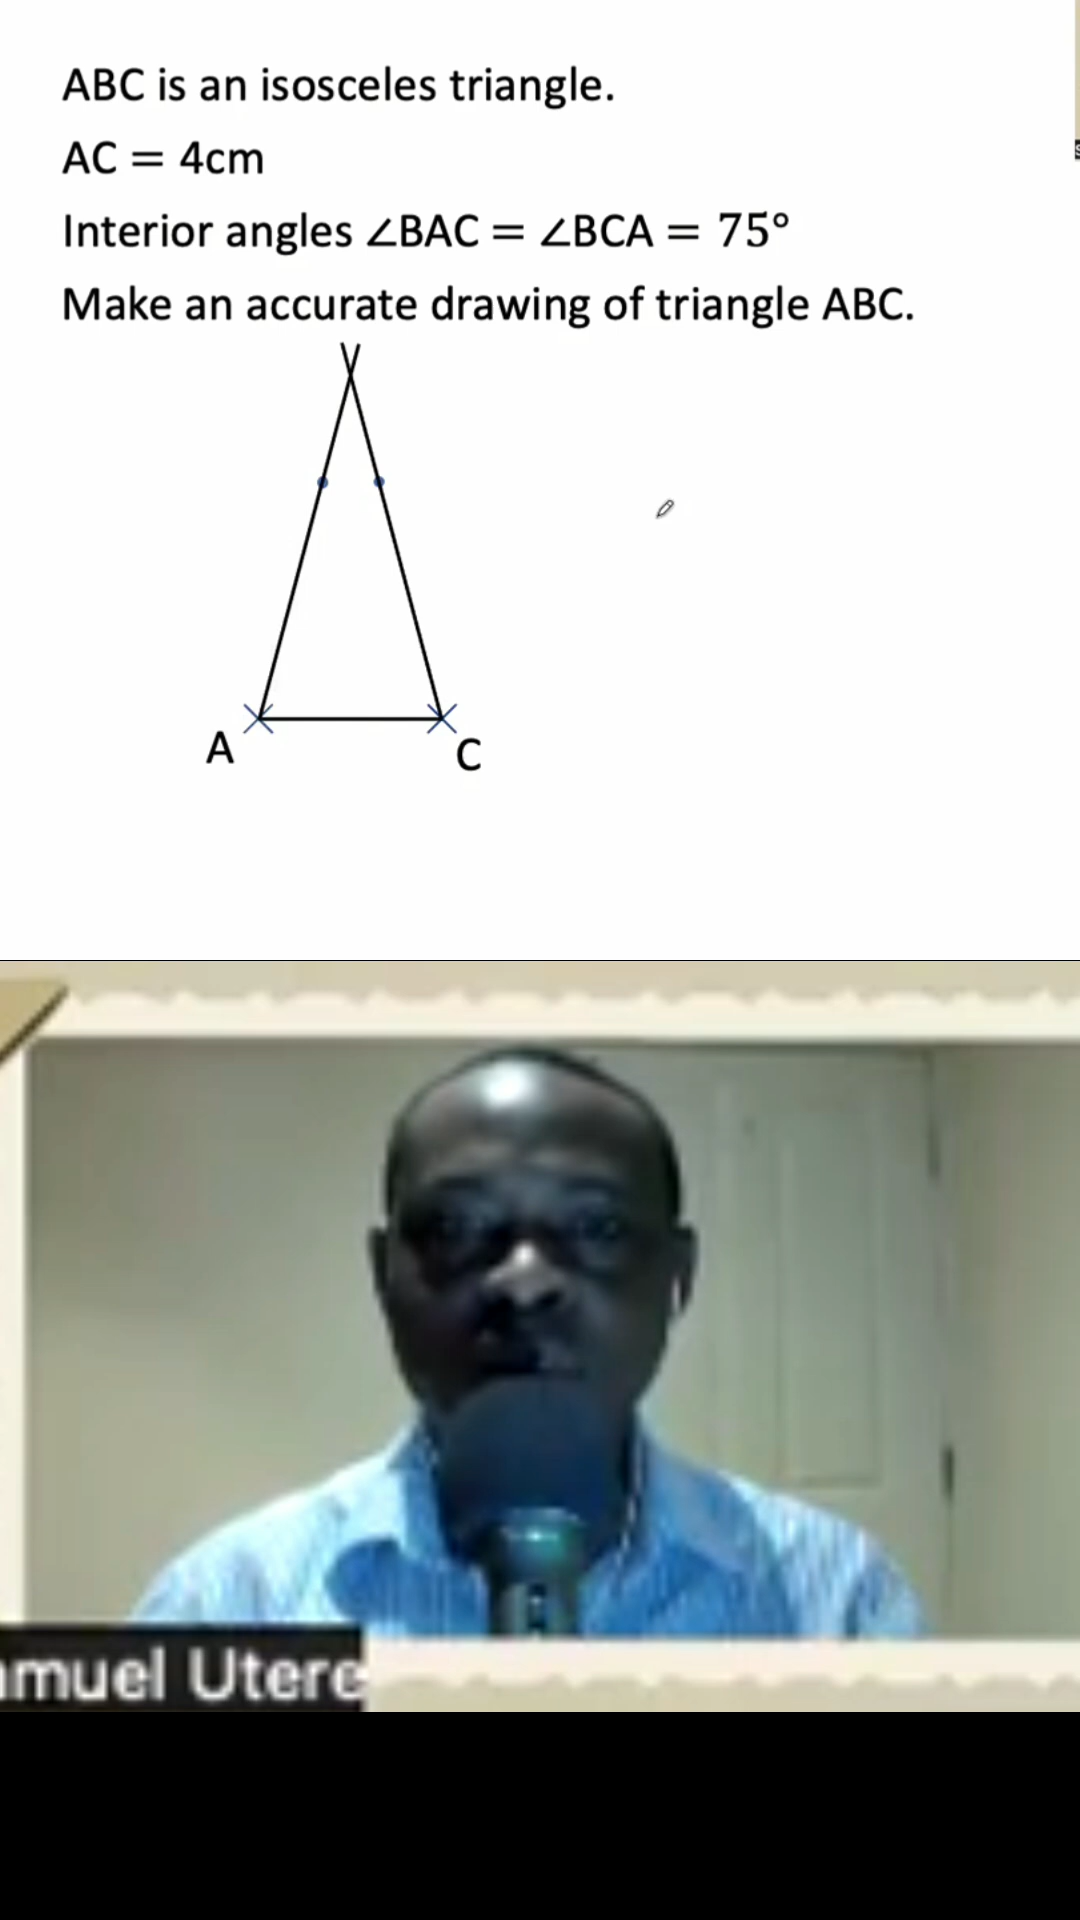 ABC is an isosceles triangle.
AC = 4cm
Interior angles ∠BAC = ∠BCA = 75°
Make an accurate drawing of triangle ABC.
A
C
muel Utere